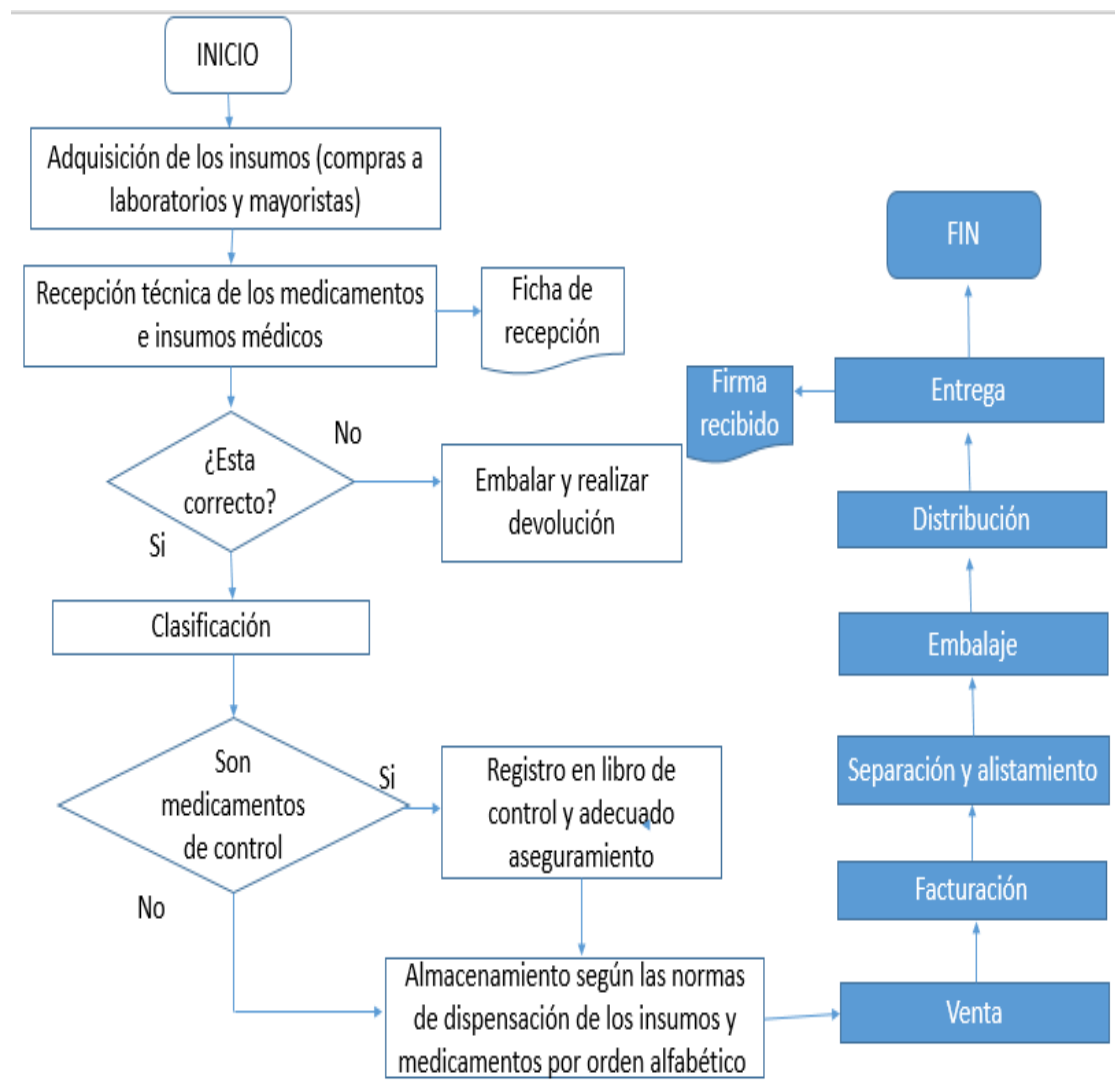 INICIO
Adquisición de los insumos (compras a
laboratorios y mayoristas)
Recepción técnica de los medicamentos
e insumos médicos
Ficha de
recepción
¿Esta
correcto?
No
Si
Embalar y realizar
devolución
Clasificación
Son
medicamentos
de control
Si
No
Registro en libro de
control y adecuado
aseguramiento
Almacenamiento según las normas
de dispensación de los insumos y
medicamentos por orden alfabético
Venta
Facturación
Separación y alistamiento
Embalaje
Distribución
Entrega
Firma
recibido
FIN